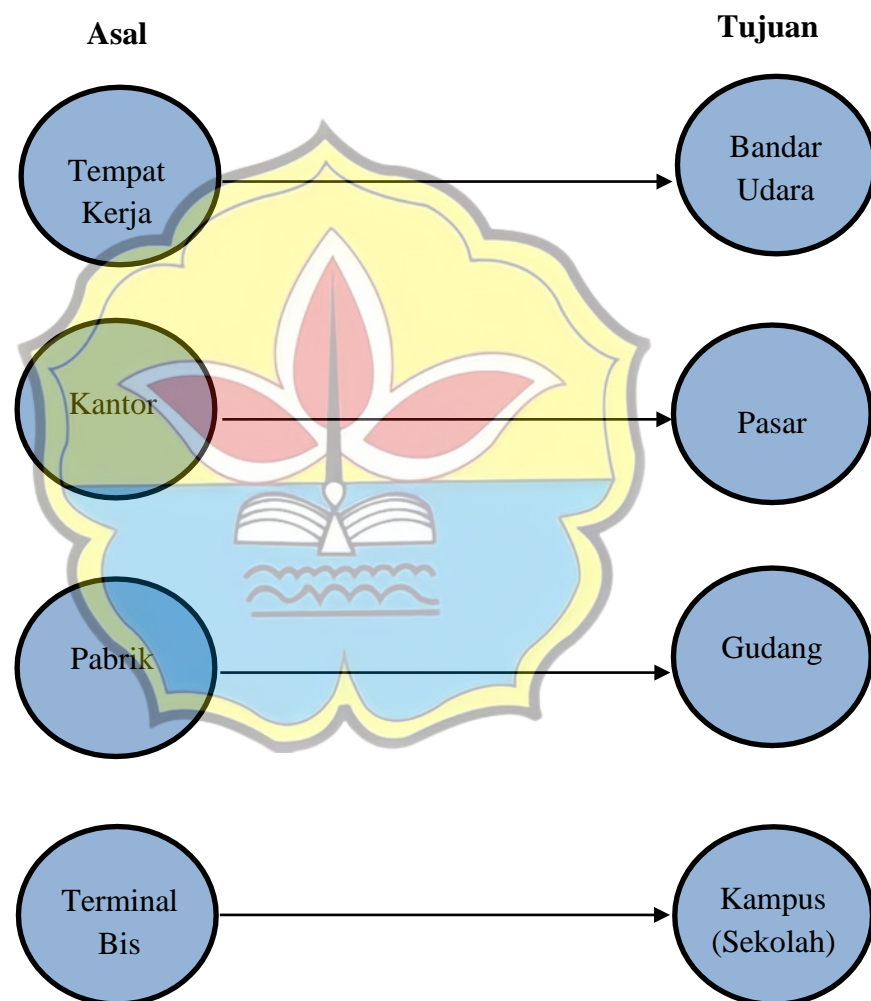 Asal
Tujuan
Tempat
Kerja
Bandar
Udara
Kantor
Pasar
Pabrik
Gudang
Terminal
Bis
Kampus
(Sekolah)